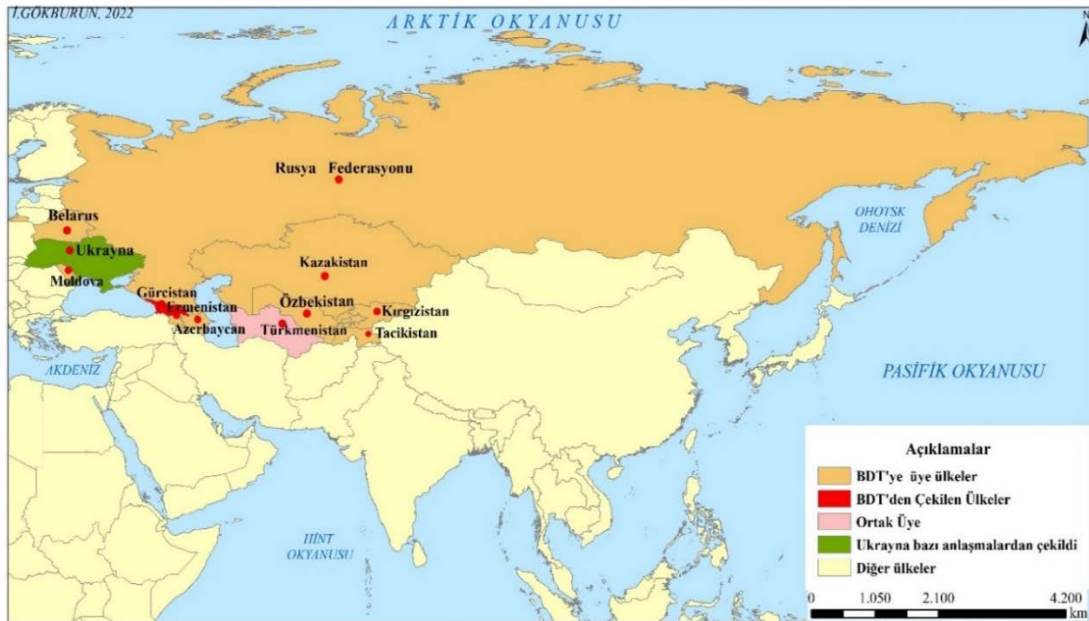 İ.GÖKBURUN, 2022
ARKTİK OKYANUSU
N
Rusya Federasyonu
Belarus
Ukrayna
Moldova
Gürcistan
Ermenistan
Azerbaycan
Kazakistan
Özbekistan
Türkmenistan
Kırgızistan
Tacikistan
OHOTSK
DENİZİ
AKDENİZ
PASİFİK OKYANUSU
HİNT
OKYANUSU
Açıklamalar
BDT'ye üye ülkeler
BDT'den Çekilen Ülkeler
Ortak Üye
Ukrayna bazı anlaşmalardan çekildi
Diğer ülkeler
0 1.050 2.100 4.200
km